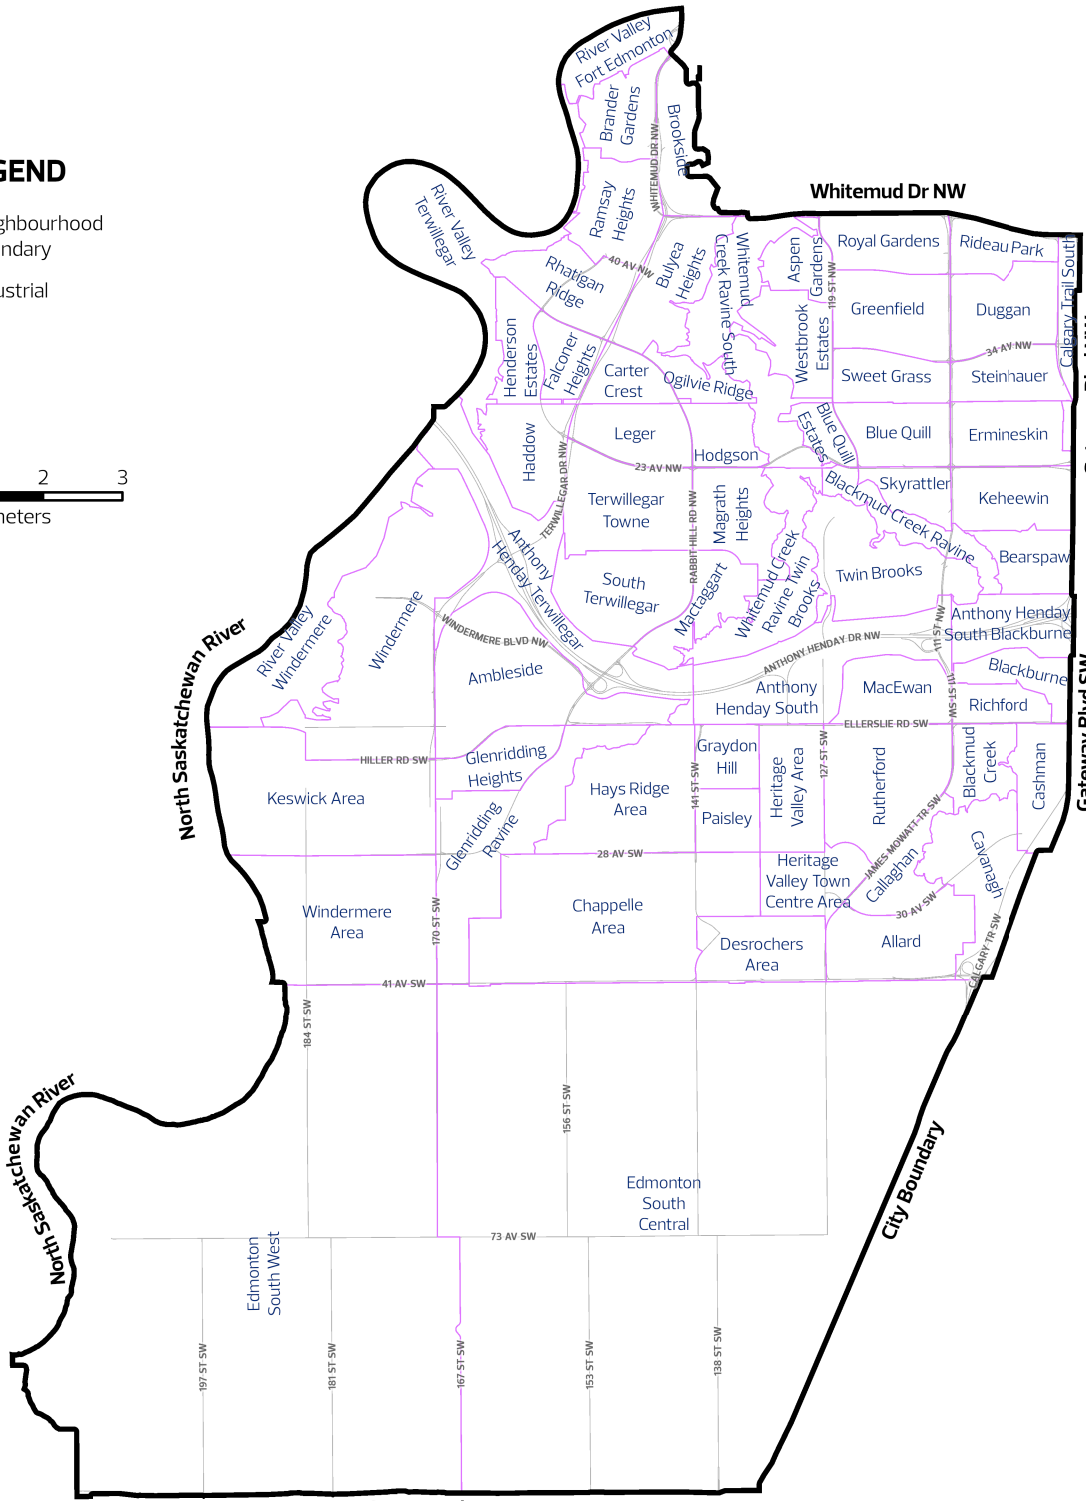 GEND
ghbourhood
ndary
ustrial
2
3
neters
River Valley
Fort Edmonton
Brander
Gardens
Brookside
WHITEMUD DR NW
Whitemud Dr NW
River Valley
Terwillegar
Ramsay
Heights
Rhatigan
Ridge
40 AV NW
Bulyea
Heights
Whitemud
Creek Ravine South
Aspen
Gardens
119 ST NW
Royal Gardens
Rideau Park
Calgary Trail South
Greenfield
Duggan
34 AV NW
Henderson
Estates
Falconer
Heights
Carter
Crest
Ogilvie Ridge
Westbrook
Estates
Sweet Grass
Steinhauer
Haddow
Leger
Hodgson
Blue Quill
Estates
Blue Quill
Ermineskin
23 AV NW
TERWILLEGAR DR NW
Terwillegar
Towne
RABBIT HILL RD NW
Magrath
Heights
Skyrattler
Keheewin
Blackmud Creek Ravine
Bearspaw
Anthony
Henday Terwillegar
South
Terwillegar
Mactaggart
Whitemud Creek
Ravine Twin
Brooks
Twin Brooks
North Saskatchewan River
River Valley
Windermere
Windermere
WINDERMERE BLVD NW
Ambleside
ANTHONY HENDAY DR NW
111 ST NW
Anthony Henday
South Blackburne
Blackburne
Anthony
Henday South
MacEwan
111 ST SW
Richford
Gateway Blvd SW
ELLERSLIE RD SW
HILLER RD SW
Keswick Area
Glenridding
Heights
Glenridding
Ravine
Hays Ridge
Area
141 ST SW
Graydon
Hill
Paisley
Heritage
Valley Area
127 ST SW
Rutherford
Blackmud
Creek
Cashman
JAMES MOWATT TR SW
28 AV SW
Heritage
Valley Town
Centre Area
Callaghan
Cavanagh
30 AV SW
Windermere
Area
170 ST SW
Chappelle
Area
Desrochers
Area
Allard
CALGARY TR SW
41 AV SW
184 ST SW
156 ST SW
North Saskatchewan River
City Boundary
Edmonton
South
Central
73 AV SW
Edmonton
South West
197 ST SW
181 ST SW
167 ST SW
153 ST SW
138 ST SW